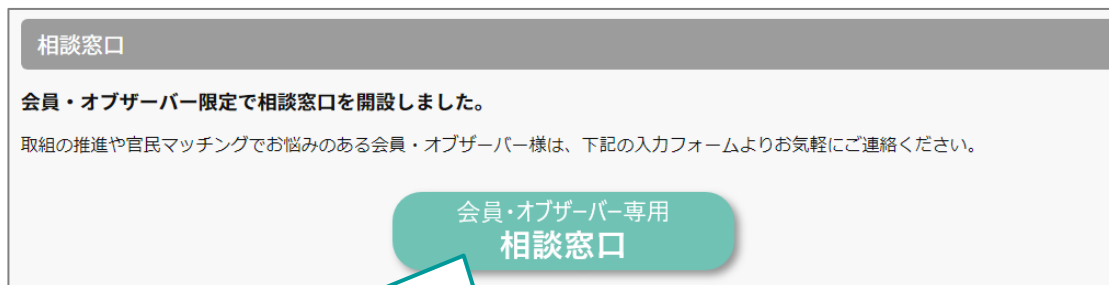 相談窓口
会員・オブザーバー限定で相談窓口を開設しました。
取組の推進や官民マッチングでお悩みのある会員・オブザーバー様は、下記の入力フォームよりお気軽にご連絡ください。
会員・オブザーバー専用
相談窓口